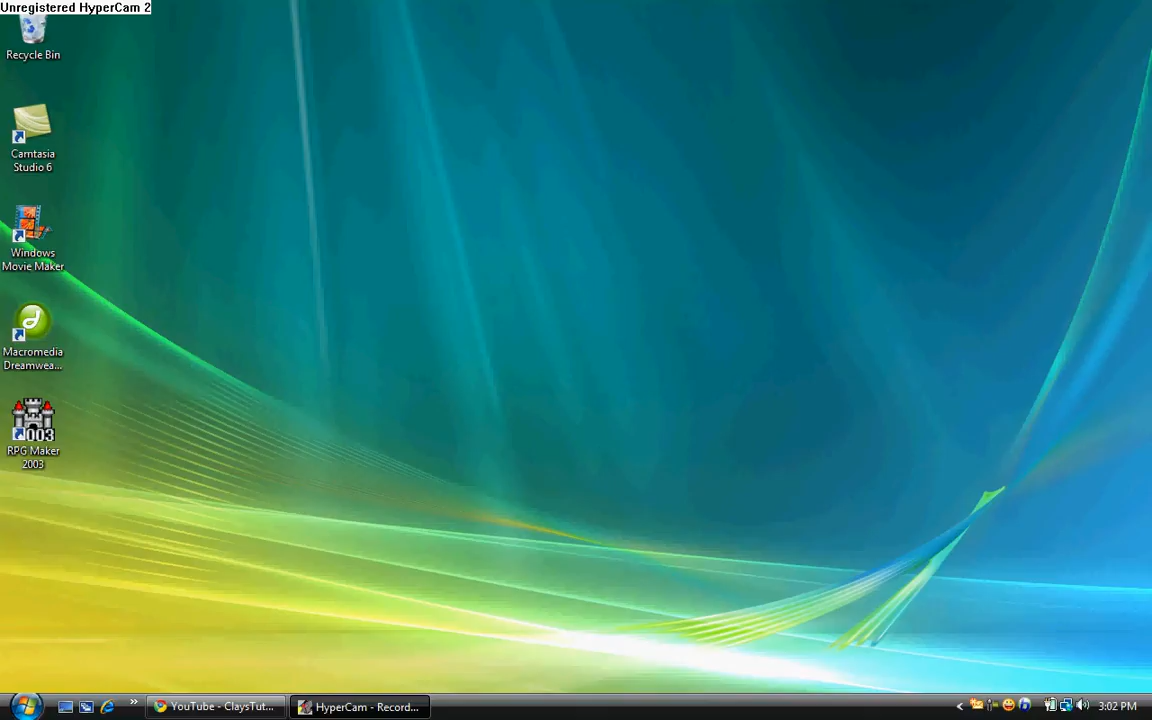 Unregistered HyperCam 2
Recycle Bin
Camtasia
Studio 6
Windows
Movie Maker
Macromedia
Dreamwea...
003
RPG Maker
2003
YouTube - ClaysTut...
HyperCam - Record...
3:02 PM